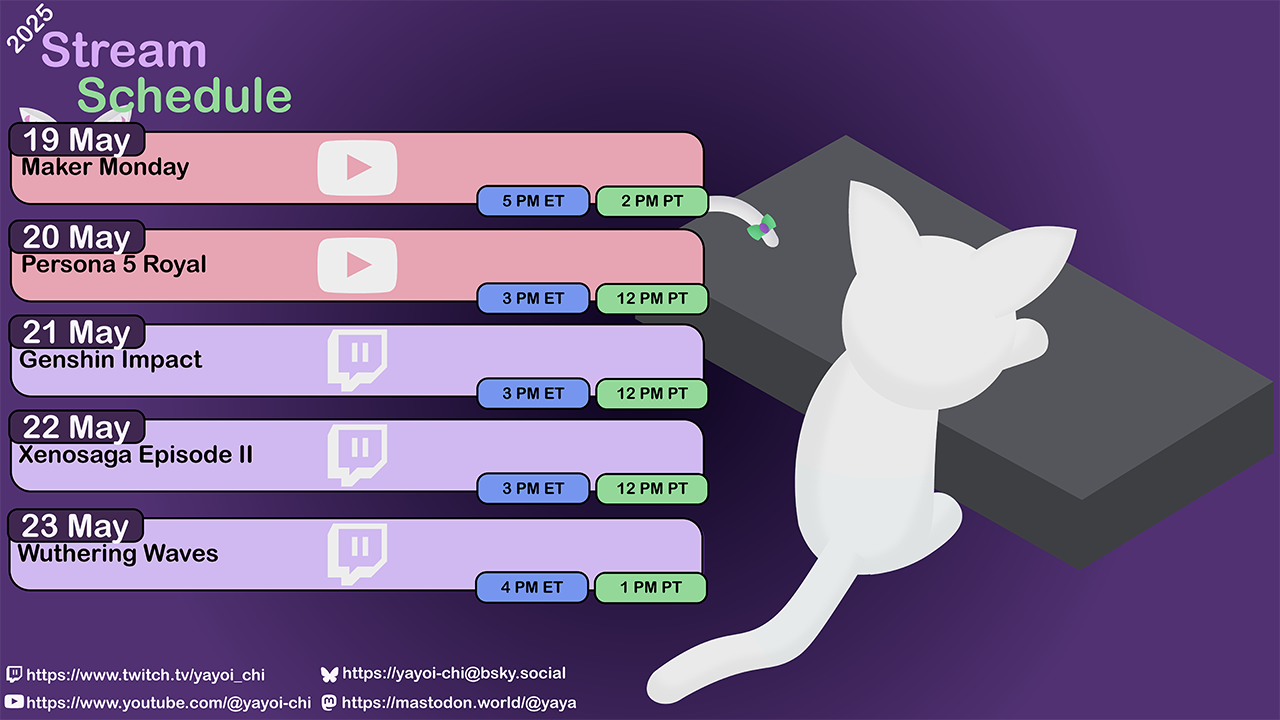 2025
Stream
Schedule
19 May
Maker Monday
5 PM ET
2 PM PT
20 May
Persona 5 Royal
3 PM ET
12 PM PT
21 May
Genshin Impact
3 PM ET
12 PM PT
22 May
Xenosaga Episode II
3 PM ET
12 PM PT
23 May
Wuthering Waves
4 PM ET
1 PM PT
https://www.twitch.tv/yayoi_chi
https://yayoi-chi@bsky.social
https://www.youtube.com/@yayoi-chi
https://mastodon.world/@yaya